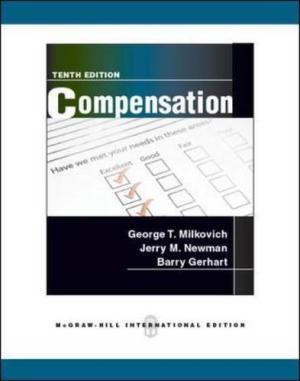 TENTH EDITION
Compensation
Have we met your needs in these areas?
Excellent
Good
Fair
George T. Milkovich
Jerry M. Newman
Barry Gerhart
McGRAW-HILL INTERNATIONAL EDITION